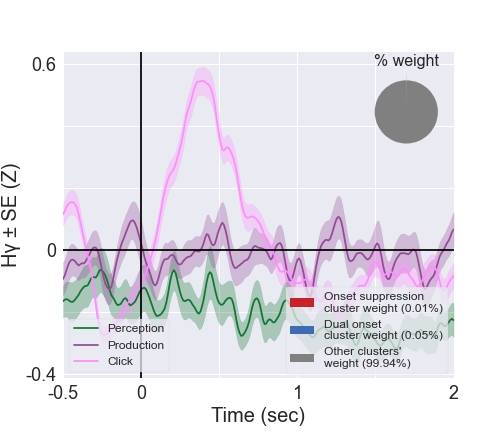 % weight
0.6
0
-0.4
Hγ ± SE (Z)
Perception
Production
Click
Onset suppression
cluster weight (0.01%)
Dual onset
cluster weight (0.05%)
Other clusters'
weight (99.94%)
-0.5
0
1
2
Time (sec)